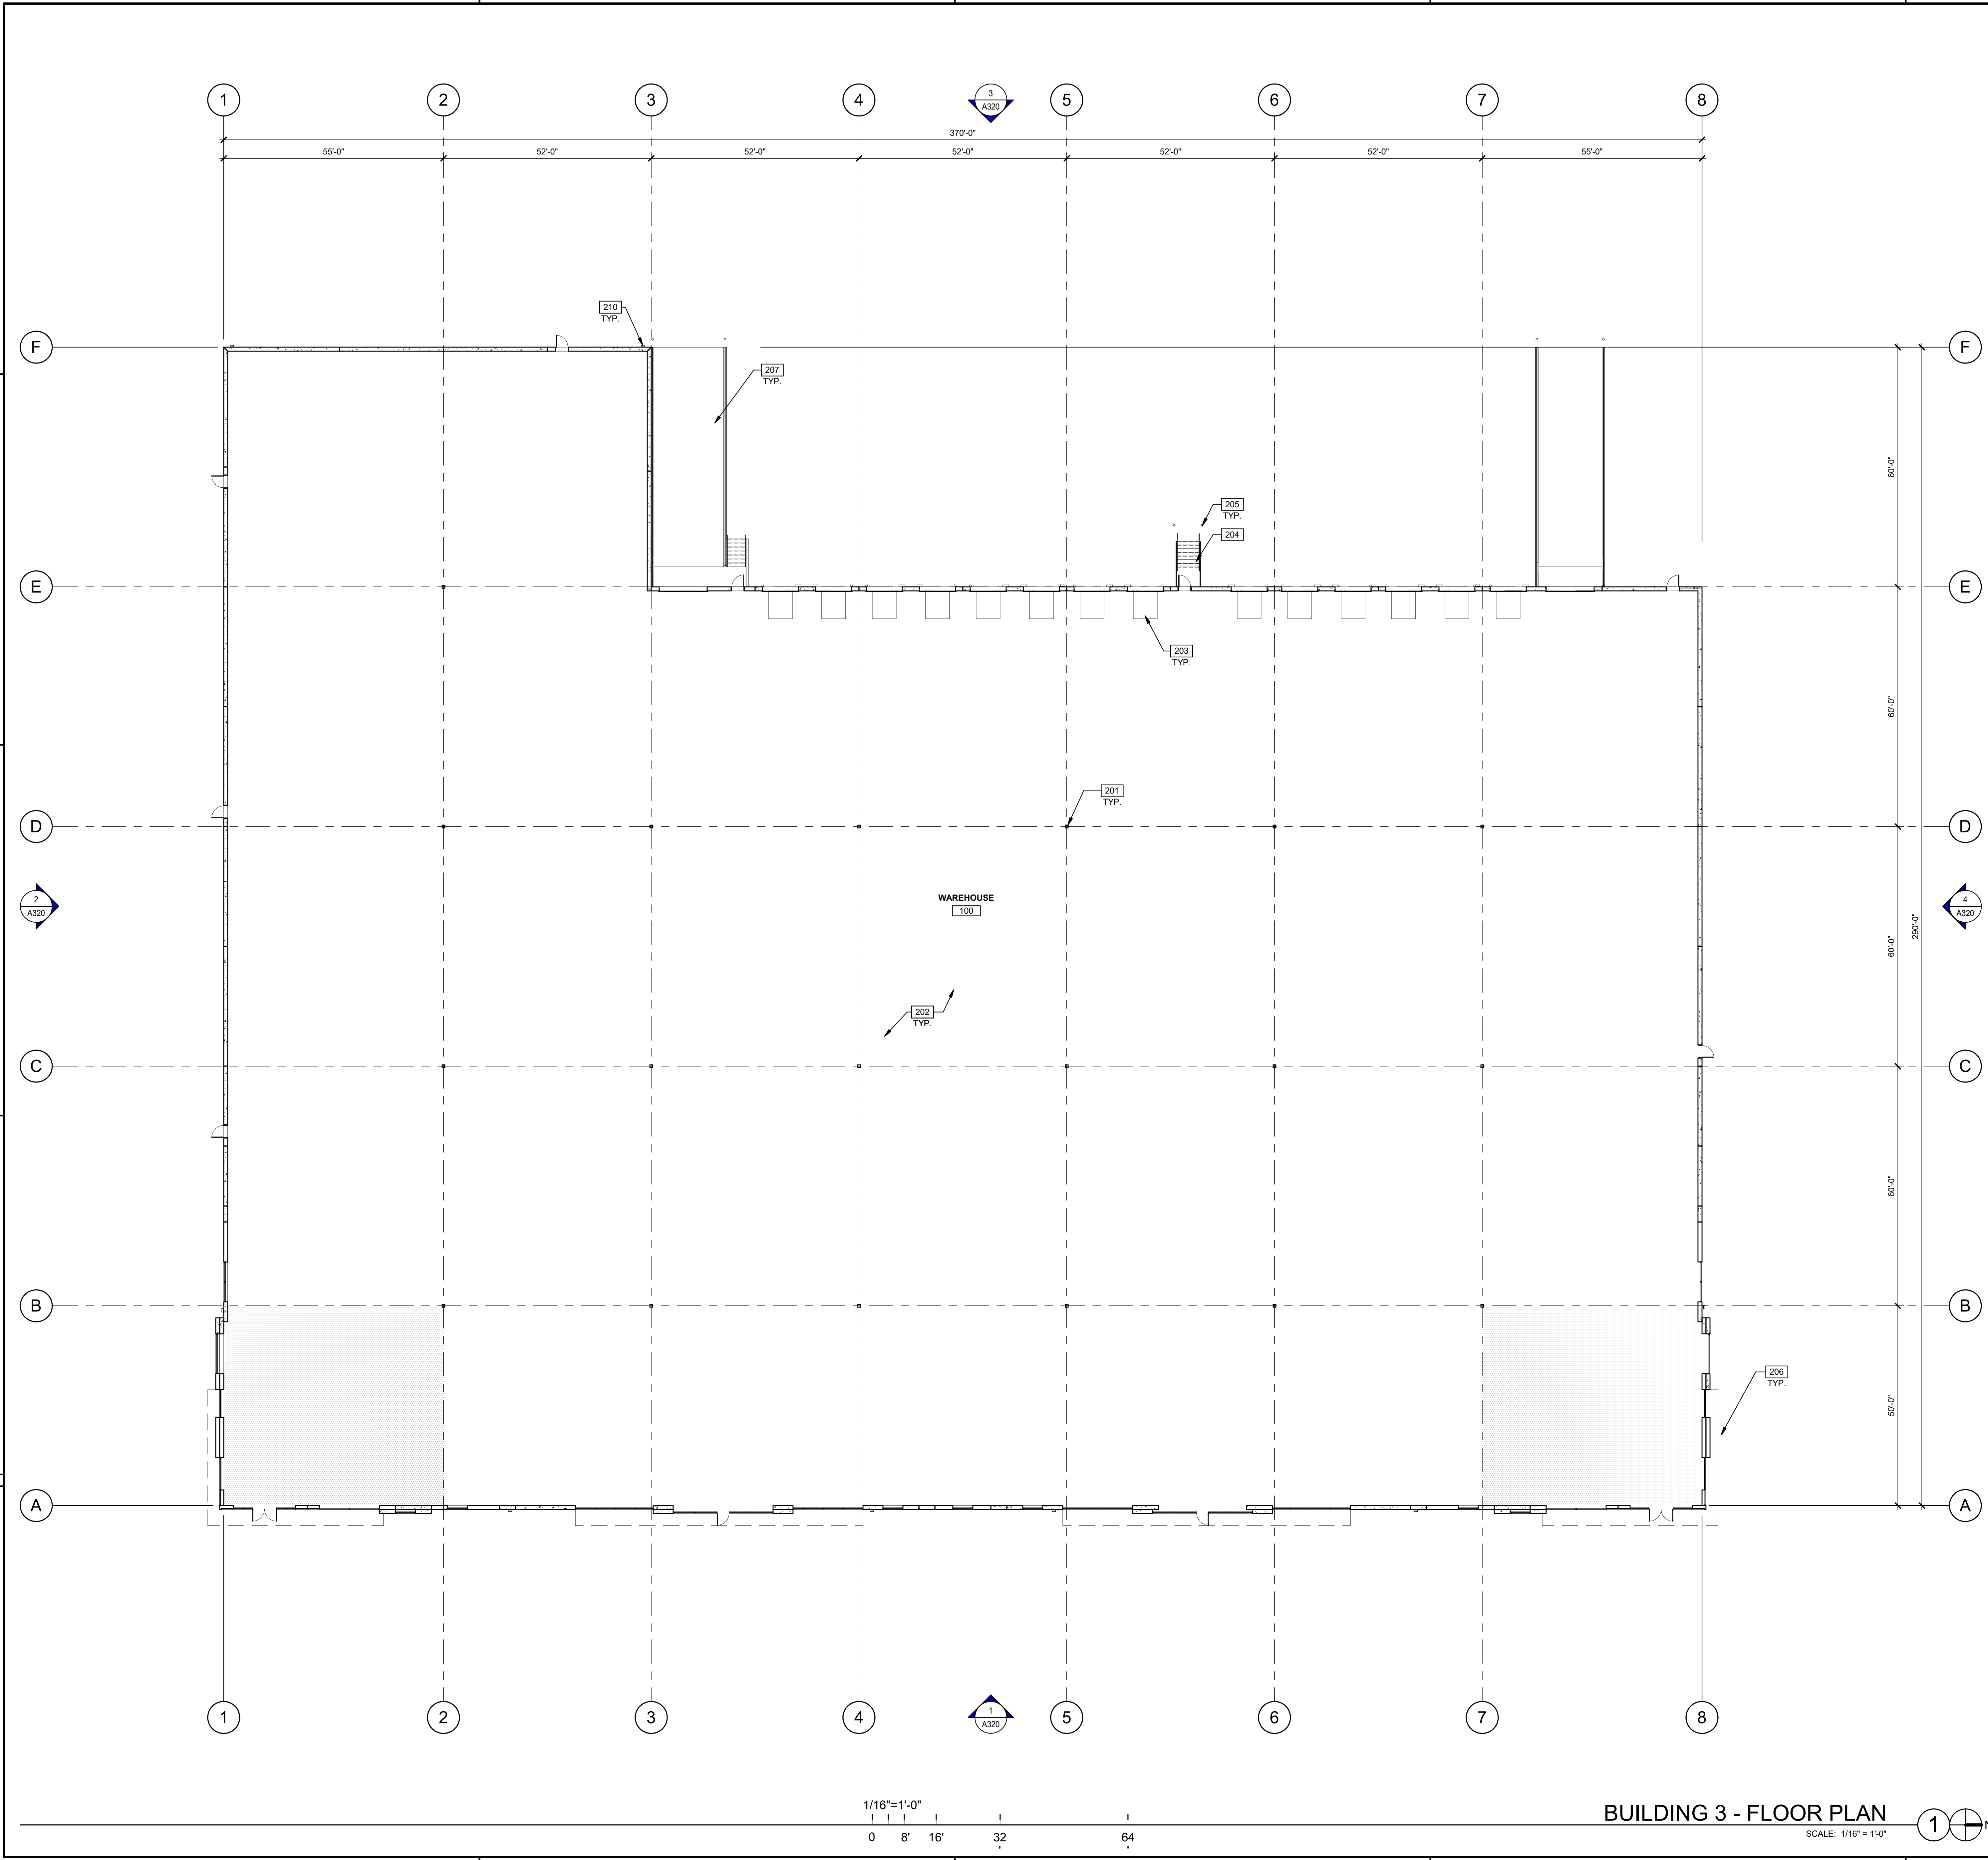 1 2 3 4 5 6 7 8
3
A320
370'-0"
55'-0" 52'-0" 52'-0" 52'-0" 52'-0" 52'-0" 55'-0"
210
TYP.
F F
207
TYP.
60'-0"
205
TYP.
204
E E
203
TYP.
60'-0"
201
TYP.
D D
WAREHOUSE
100
2
A320
4
A320
290'-0"
60'-0"
202
TYP.
C C
60'-0"
B B
206
TYP.
50'-0"
A A
1 2 3 4 5 6 7 8
1
A320
1/16"=1'-0"
0 8' 16' 32 64
BUILDING 3 - FLOOR PLAN
SCALE: 1/16" = 1'-0"
1